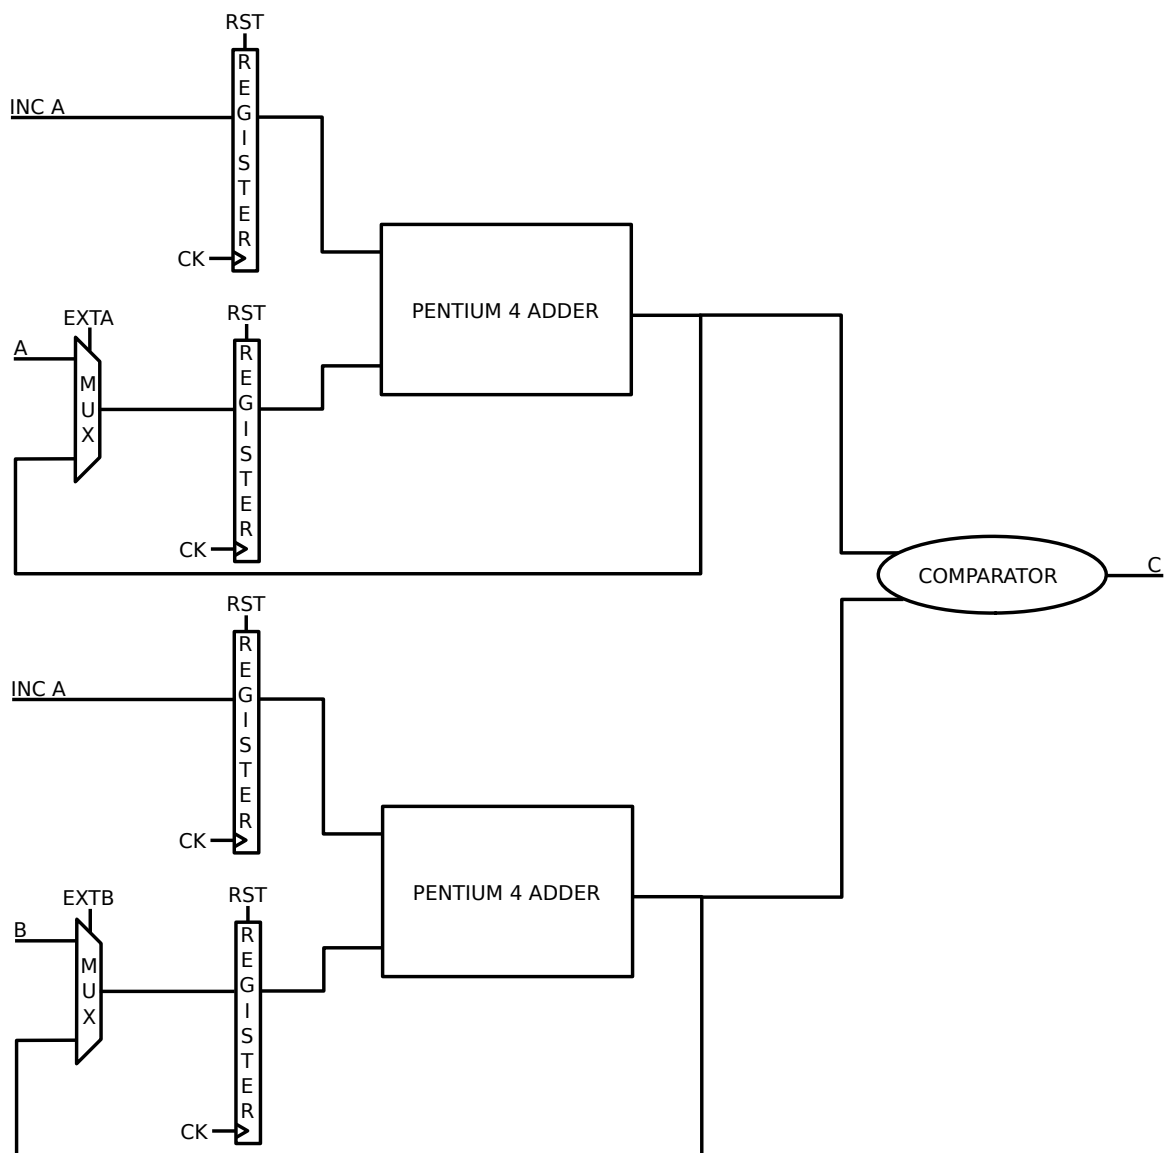 RST
REGISTER
INC A
CK
PENTIUM 4 ADDER
RST
REGISTER
EXTA
A
MUX
CK
COMPARATOR
C
RST
REGISTER
INC A
CK
PENTIUM 4 ADDER
RST
REGISTER
EXTB
B
MUX
CK